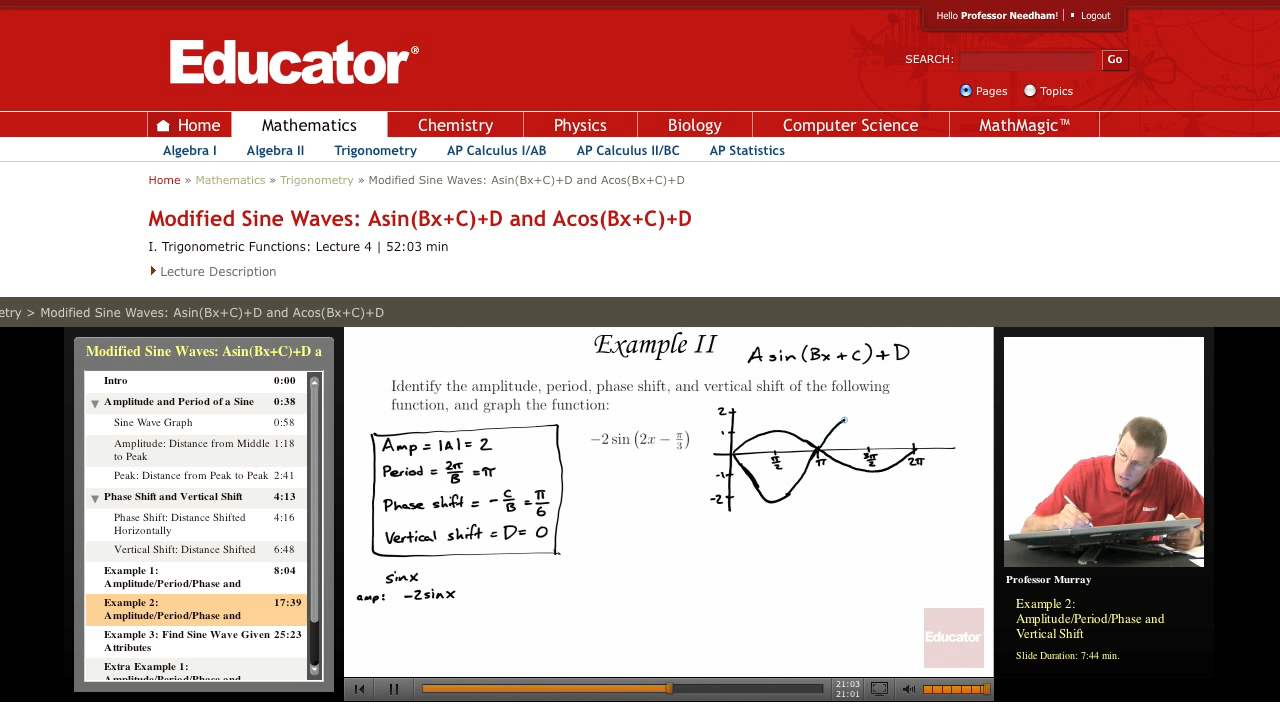 Hello Professor Needham! Logout
Educator®
SEARCH: Go
Pages Topics
Home Mathematics Chemistry Physics Biology Computer Science MathMagic™
Algebra I Algebra II Trigonometry AP Calculus I/AB AP Calculus II/BC AP Statistics
Home » Mathematics » Trigonometry » Modified Sine Waves: Asin(Bx+C)+D and Acos(Bx+C)+D
Modified Sine Waves: Asin(Bx+C)+D and Acos(Bx+C)+D
I. Trigonometric Functions: Lecture 4 | 52:03 min
Lecture Description
etry > Modified Sine Waves: Asin(Bx+C)+D and Acos(Bx+C)+D
Modified Sine Waves: Asin(Bx+C)+D a
Intro 0:00
Amplitude and Period of a Sine 0:38
Sine Wave Graph 0:58
Amplitude: Distance from Middle 1:18
to Peak
Peak: Distance from Peak to Peak 2:41
Phase Shift and Vertical Shift 4:13
Phase Shift: Distance Shifted 4:16
Horizontally
Vertical Shift: Distance Shifted 6:48
Example 1: 8:04
Amplitude/Period/Phase and
Example 2: 17:39
Amplitude/Period/Phase and
Example 3: Find Sine Wave Given 25:23
Attributes
Extra Example 1:
Amplitude/Period/Phase and
Example II
A sin(Bx+C)+D
Identify the amplitude, period, phase shift, and vertical shift of the following
function, and graph the function:
−2 sin (2x − π/3)
Amp = |A| = 2
Period = 2π/B = π
Phase shift = −C/B = π/6
Vertical shift = D = 0
sin x
amp: −2 sin x
2
1
-1
-2
π/2 π 3π/2 2π
Educator
21:03
21:01
Educator
Professor Murray
Example 2:
Amplitude/Period/Phase and
Vertical Shift
Slide Duration: 7:44 min.